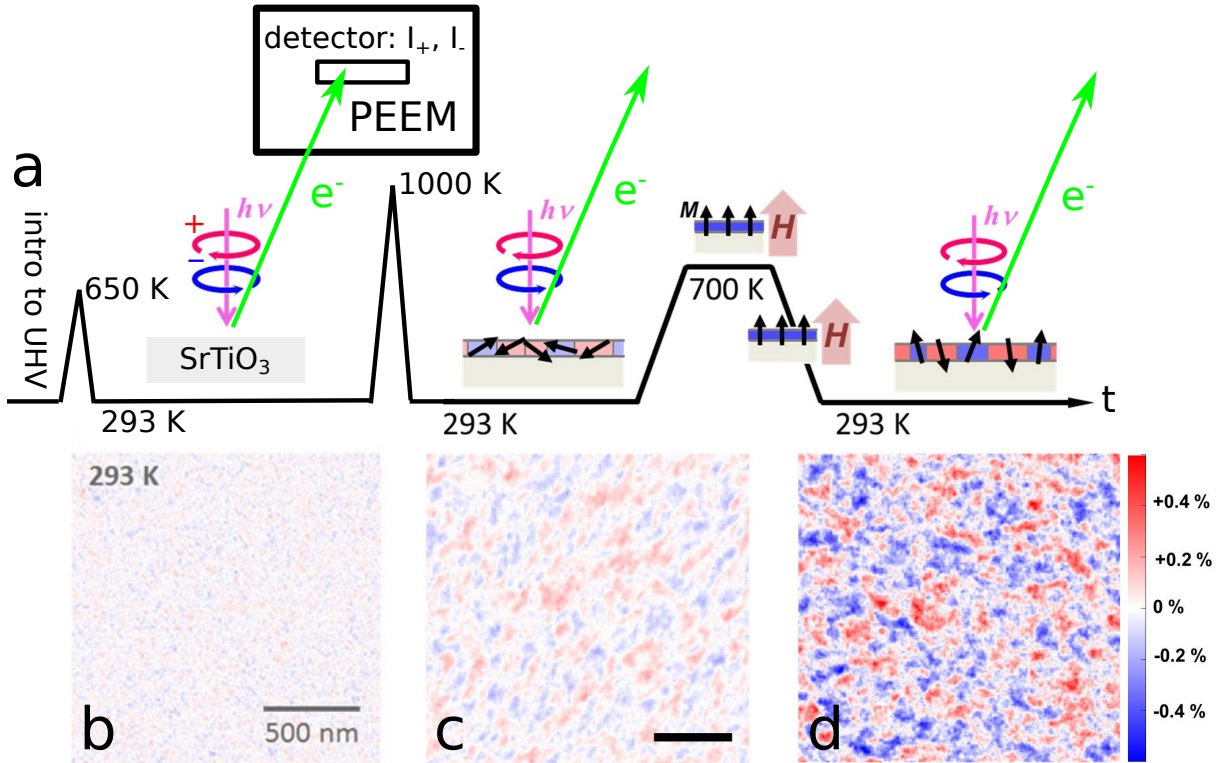 a
intro to UHV
detector: I₊, I₋
PEEM
650 K
+
−
hν
e⁻
SrTiO₃
293 K
1000 K
hν
e⁻
293 K
M
H
700 K
H
hν
e⁻
293 K
t
293 K
500 nm
b
c
d
+0.4 %
+0.2 %
0 %
-0.2 %
-0.4 %